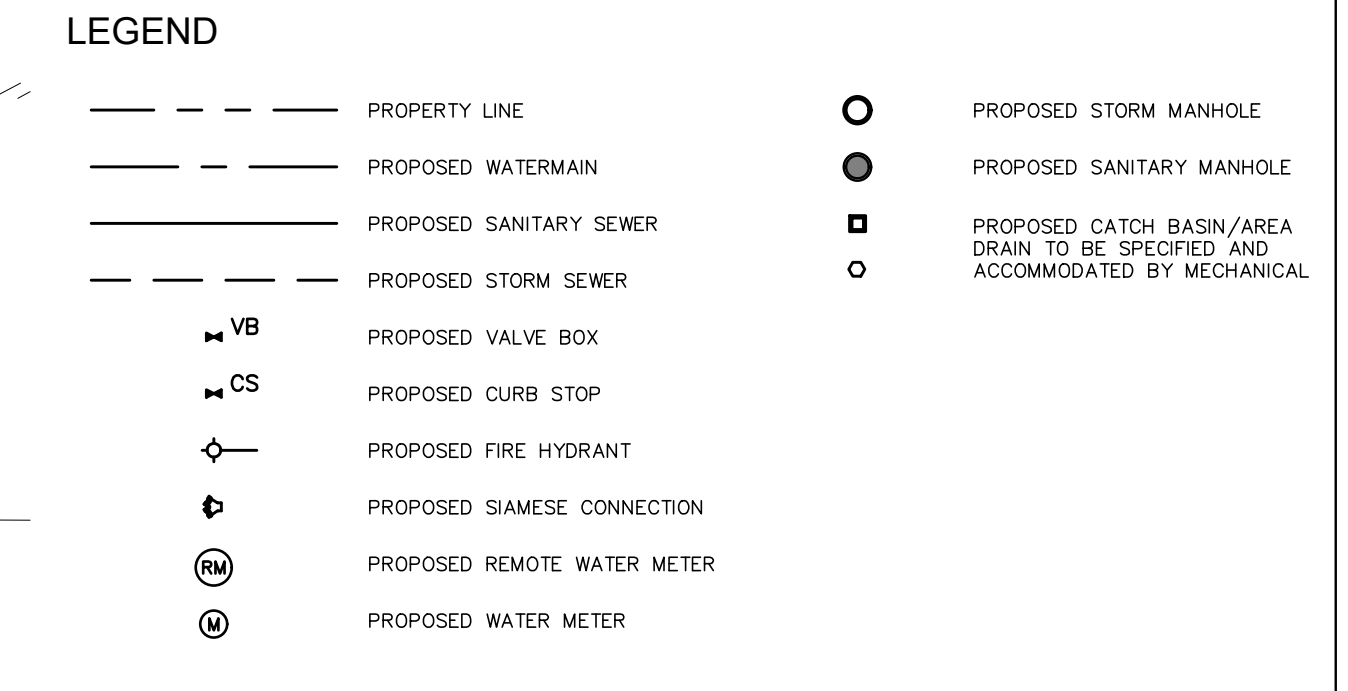 LEGEND
PROPERTY LINE
PROPOSED WATERMAIN
PROPOSED SANITARY SEWER
PROPOSED STORM SEWER
VB
PROPOSED VALVE BOX
CS
PROPOSED CURB STOP
PROPOSED FIRE HYDRANT
PROPOSED SIAMESE CONNECTION
RM
PROPOSED REMOTE WATER METER
M
PROPOSED WATER METER
PROPOSED STORM MANHOLE
PROPOSED SANITARY MANHOLE
PROPOSED CATCH BASIN/AREA
DRAIN TO BE SPECIFIED AND
ACCOMMODATED BY MECHANICAL